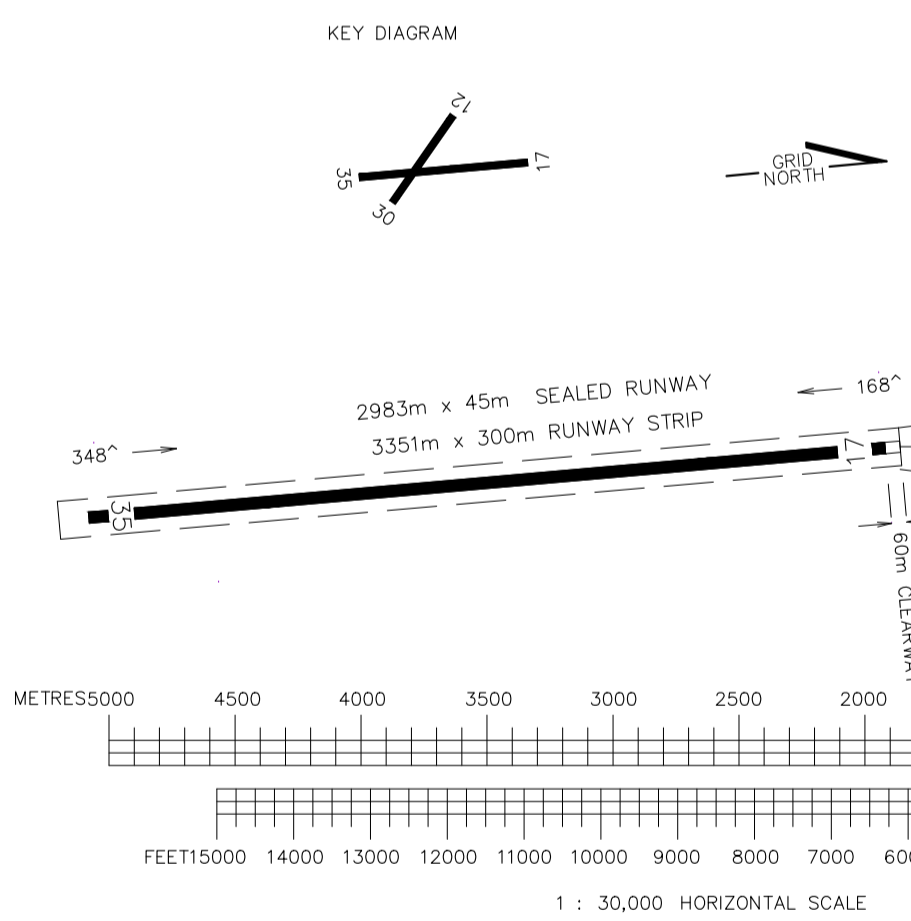 KEY DIAGRAM
12
35
17
30
GRID
NORTH
2983m x 45m SEALED RUNWAY
3351m x 300m RUNWAY STRIP
168^
348^
17
35
60m CLEARWAY
METRES5000 4500 4000 3500 3000 2500 2000
FEET15000 14000 13000 12000 11000 10000 9000 8000 7000
1 : 30,000 HORIZONTAL SCALE